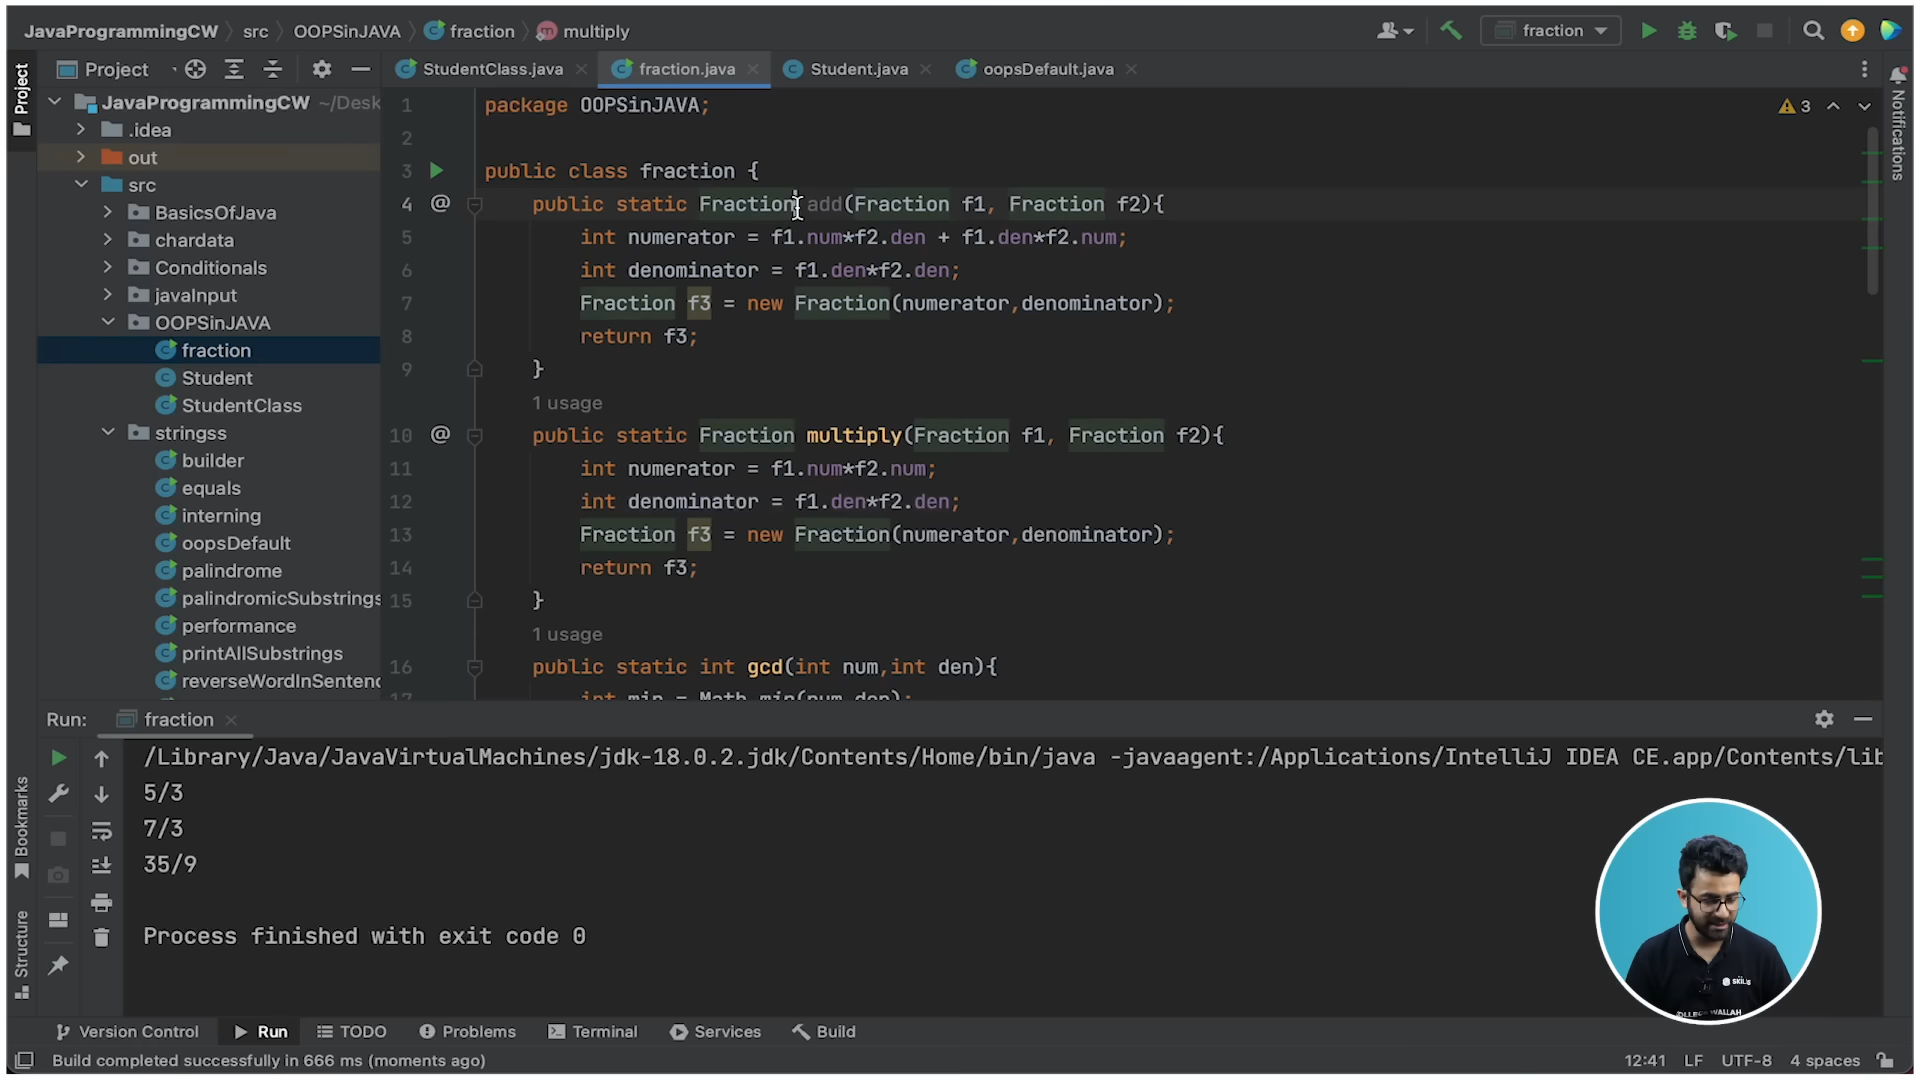 JavaProgrammingCW src OOPSinJAVA fraction multiply
fraction
Project
Project
StudentClass.java
fraction.java
Student.java
oopsDefault.java
Notifications
JavaProgrammingCW ~/Desk
.idea
out
src
BasicsOfJava
chardata
Conditionals
javaInput
OOPSinJAVA
fraction
Student
StudentClass
stringss
builder
equals
interning
oopsDefault
palindrome
palindromicSubstrings
performance
printAllSubstrings
reverseWordInSentenc
3
1 package OOPSinJAVA;
2
3 public class fraction {
4 @ public static Fraction add(Fraction f1, Fraction f2){
5 int numerator = f1.num*f2.den + f1.den*f2.num;
6 int denominator = f1.den*f2.den;
7 Fraction f3 = new Fraction(numerator,denominator);
8 return f3;
9 }
1 usage
10 @ public static Fraction multiply(Fraction f1, Fraction f2){
11 int numerator = f1.num*f2.num;
12 int denominator = f1.den*f2.den;
13 Fraction f3 = new Fraction(numerator,denominator);
14 return f3;
15 }
1 usage
16 public static int gcd(int num,int den){
17 int min = Math.min(num,den);
Run: fraction
/Library/Java/JavaVirtualMachines/jdk-18.0.2.jdk/Contents/Home/bin/java -javaagent:/Applications/IntelliJ IDEA CE.app/Contents/lib
5/3
7/3
35/9
Process finished with exit code 0
Bookmarks
Structure
SKILLS
Version Control Run TODO Problems Terminal Services Build
Build completed successfully in 666 ms (moments ago)
12:41 LF UTF-8 4 spaces